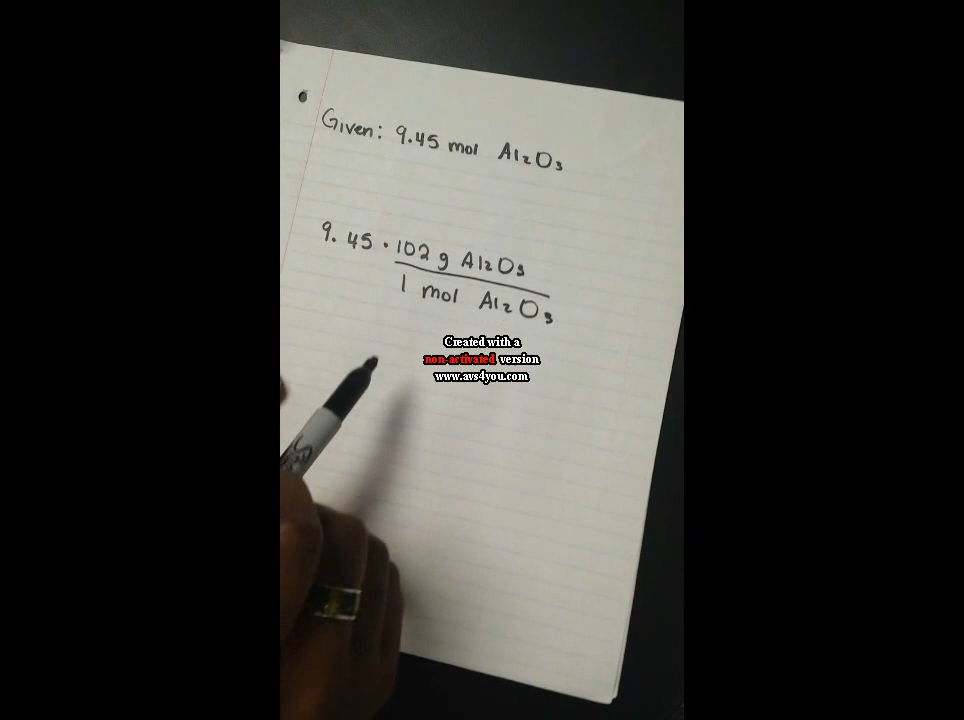 Given: 9.45 mol Al₂O₃
9.45 · 102 g Al₂O₃
1 mol Al₂O₃
Created with a
non-activated version
www.avs4you.com